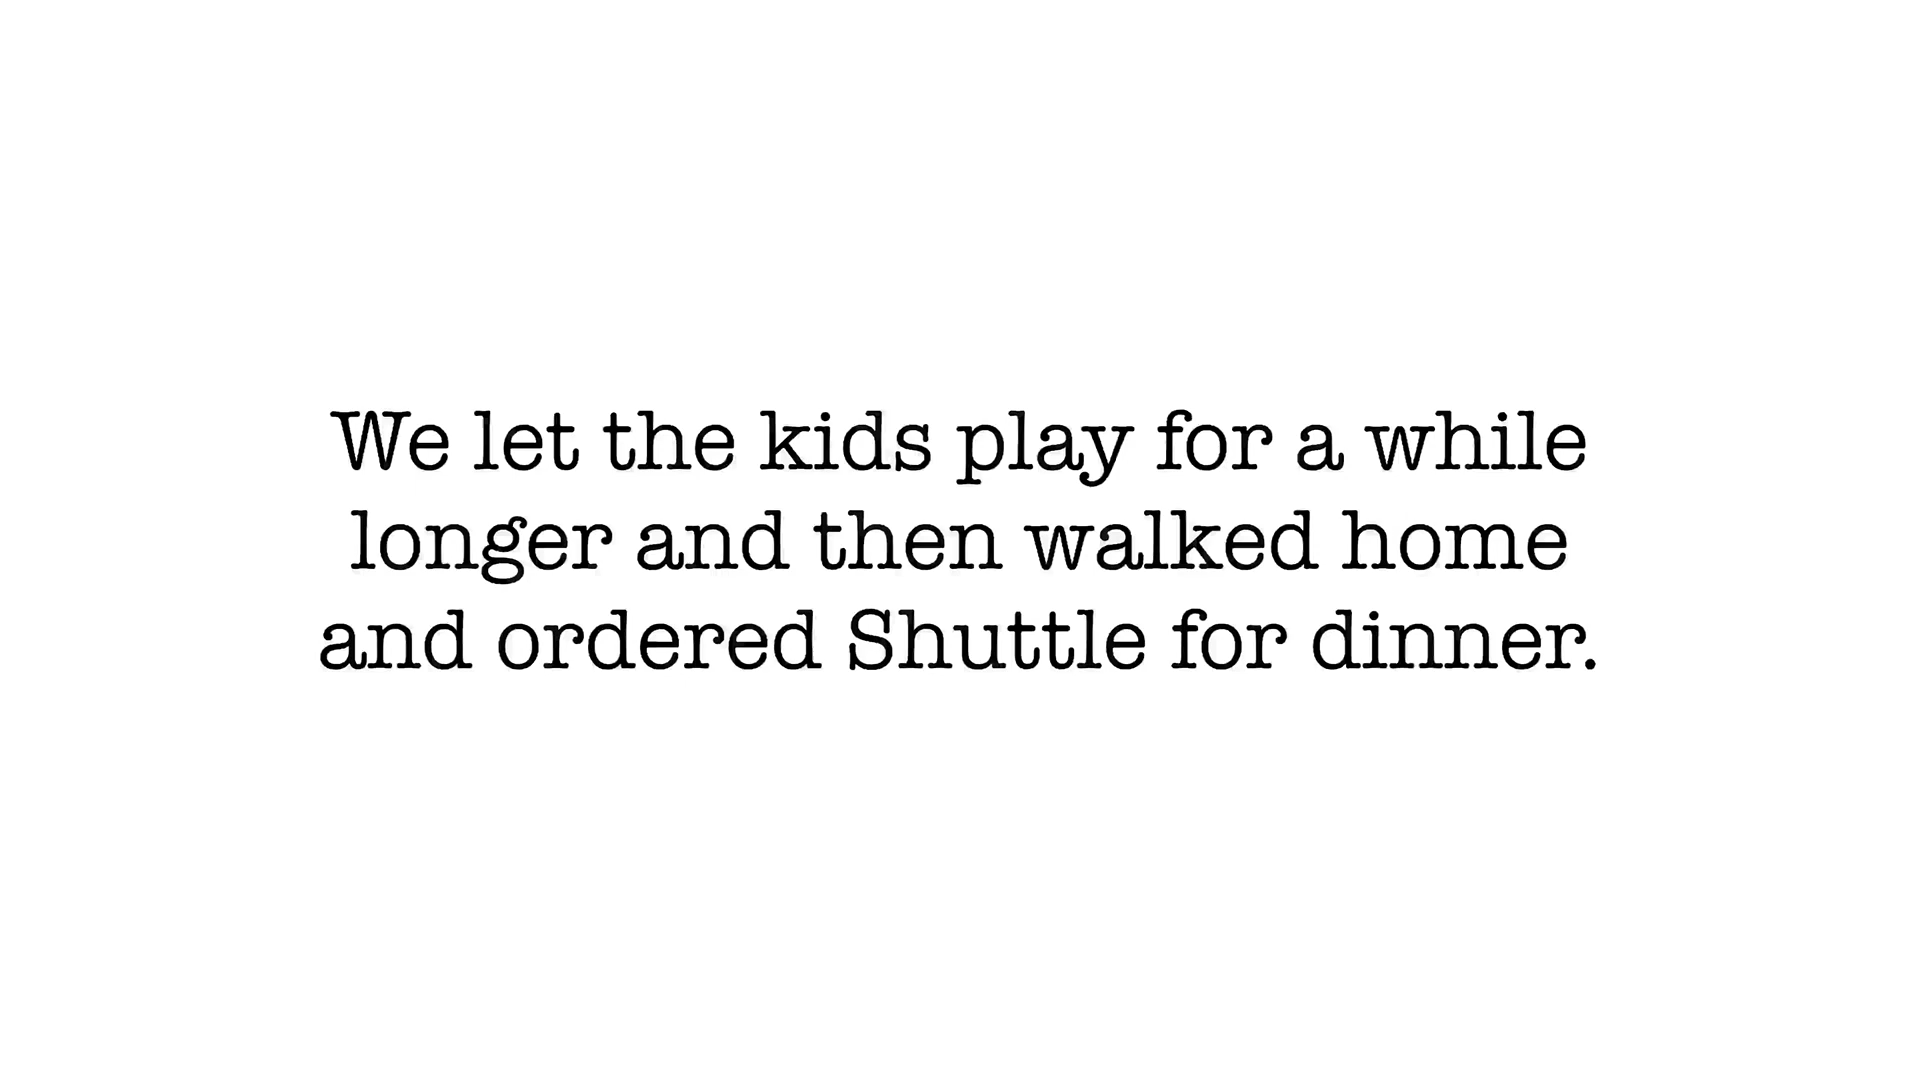 We let the kids play for a while
longer and then walked home
and ordered Shuttle for dinner.